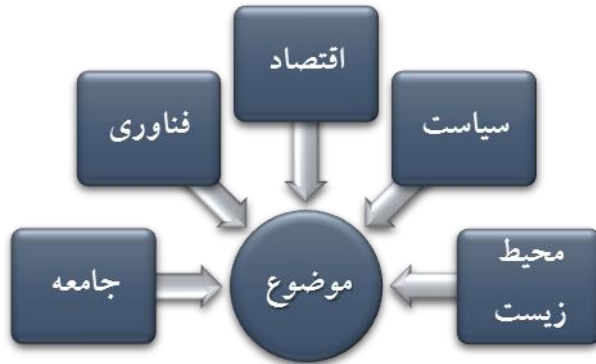 اقتصاد
سیاست
فناوری
محیط
زیست
موضوع
جامعه